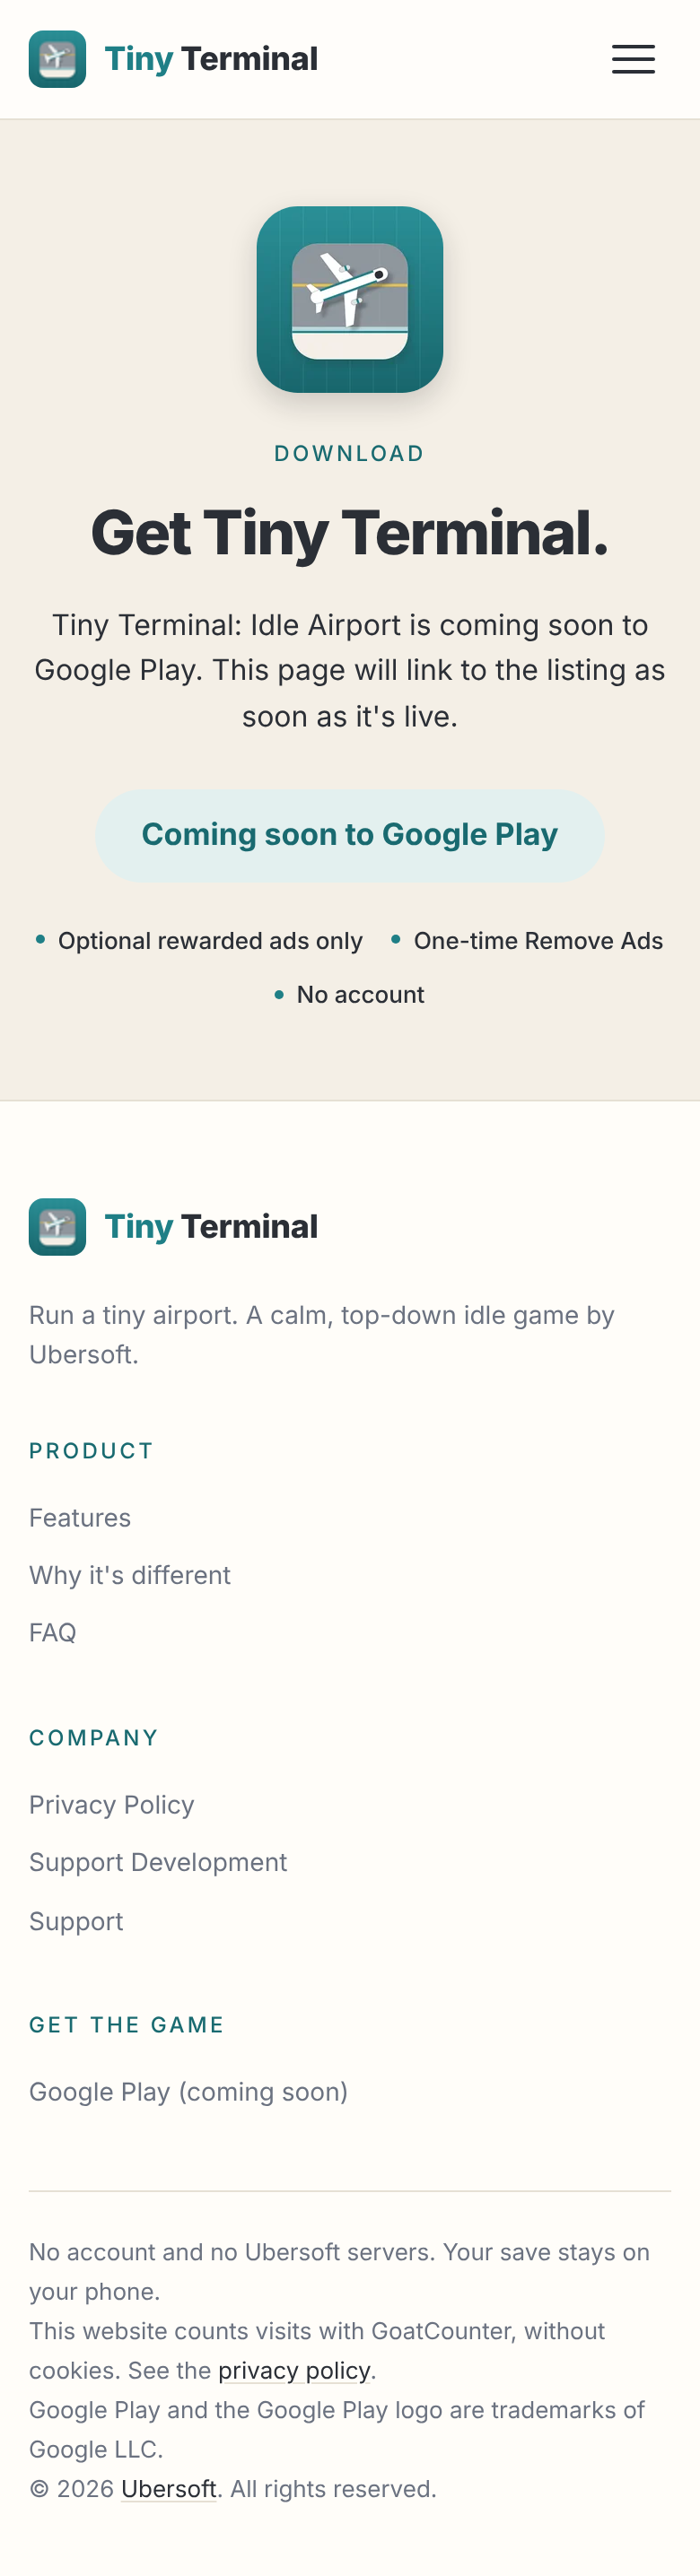 Tiny Terminal
DOWNLOAD
Get Tiny Terminal.
Tiny Terminal: Idle Airport is coming soon to
Google Play. This page will link to the listing as
soon as it's live.
Coming soon to Google Play
Optional rewarded ads only
One-time Remove Ads
No account
Tiny Terminal
Run a tiny airport. A calm, top-down idle game by
Ubersoft.
PRODUCT
Features
Why it's different
FAQ
COMPANY
Privacy Policy
Support Development
Support
GET THE GAME
Google Play (coming soon)
No account and no Ubersoft servers. Your save stays on
your phone.
This website counts visits with GoatCounter, without
cookies. See the privacy policy.
Google Play and the Google Play logo are trademarks of
Google LLC.
© 2026 Ubersoft. All rights reserved.